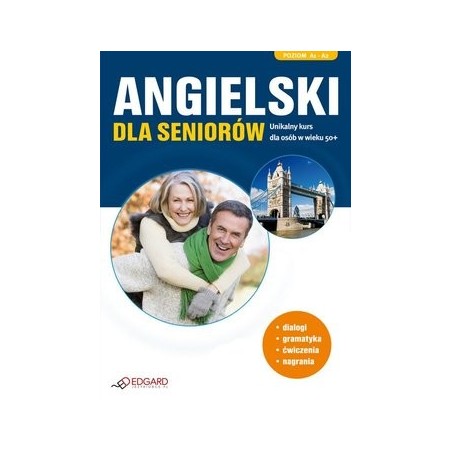 POZIOM A1 - A2
ANGIELSKI
DLA SENIORÓW
Unikalny kurs
dla osób w wieku 50+
• dialogi
• gramatyka
• ćwiczenia
• nagrania
EDGARD